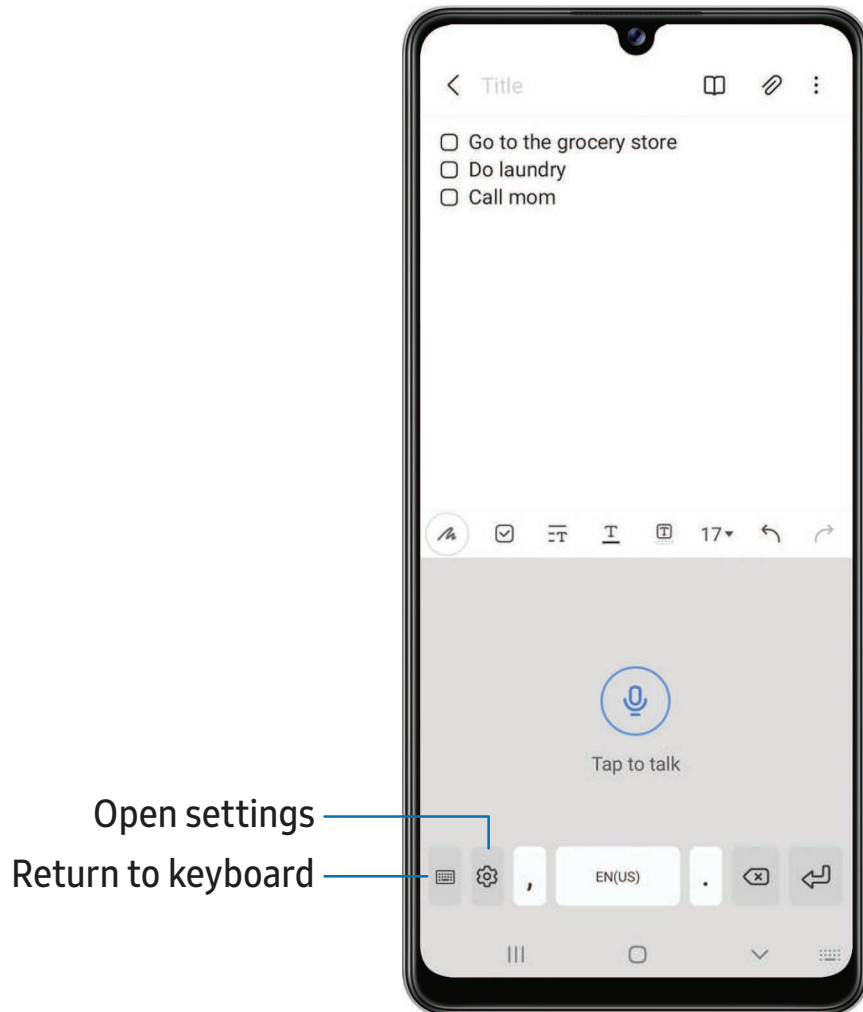 Title
Go to the grocery store
Do laundry
Call mom
17
Tap to talk
Open settings
Return to keyboard
, EN(US) .